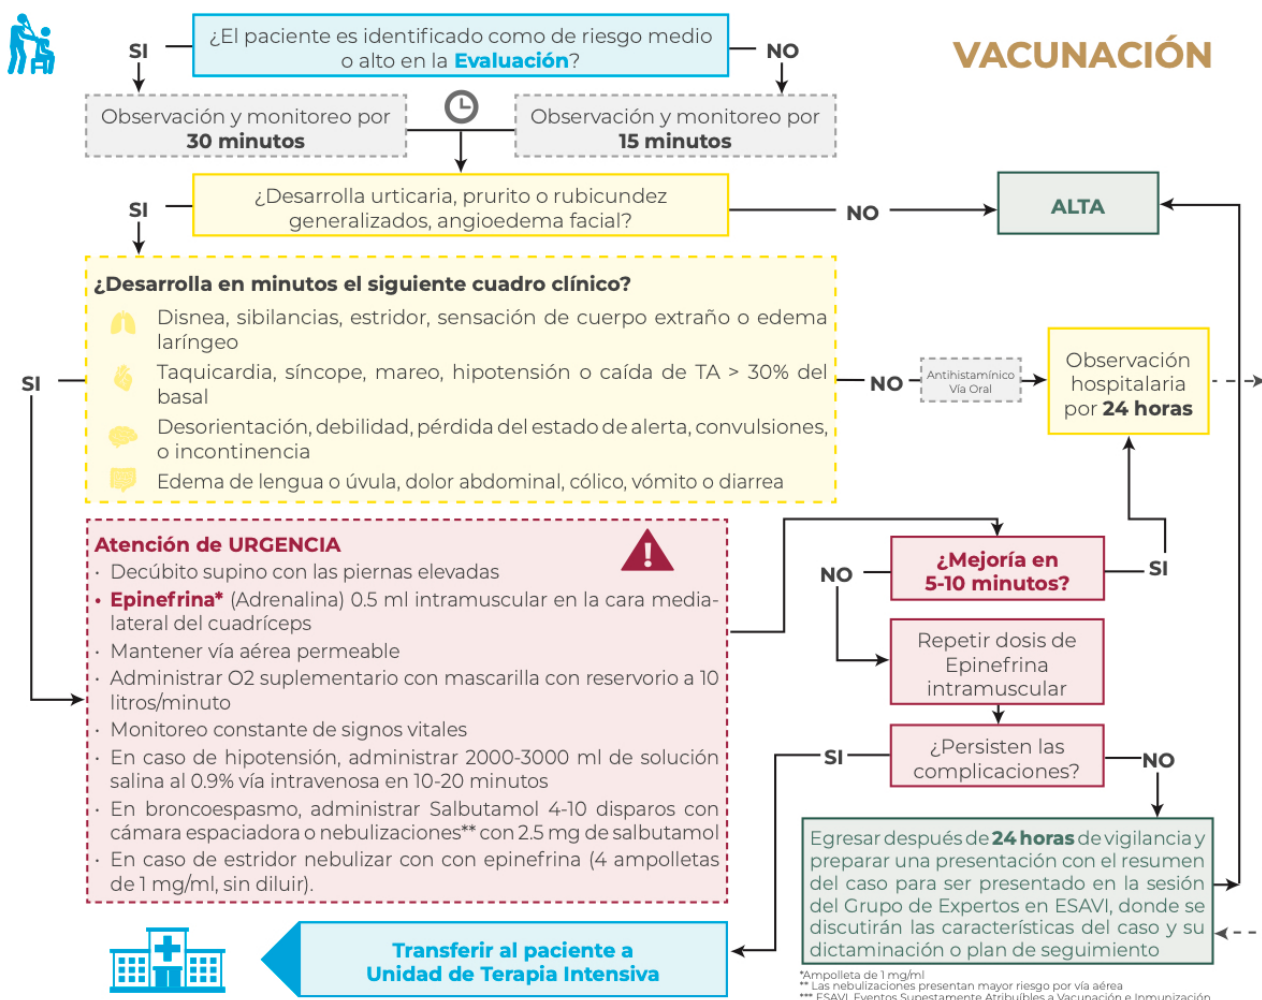 ¿El paciente es identificado como de riesgo medio
o alto en la Evaluación?
SI
NO
VACUNACIÓN
Observación y monitoreo por
30 minutos
Observación y monitoreo por
15 minutos
¿Desarrolla urticaria, prurito o rubicundez
generalizados, angioedema facial?
SI
NO
ALTA
¿Desarrolla en minutos el siguiente cuadro clínico?
Disnea, sibilancias, estridor, sensación de cuerpo extraño o edema
laríngeo
Taquicardia, síncope, mareo, hipotensión o caída de TA > 30% del
basal
Desorientación, debilidad, pérdida del estado de alerta, convulsiones,
o incontinencia
Edema de lengua o úvula, dolor abdominal, cólico, vómito o diarrea
SI
NO
Antihistamínico
Vía Oral
Observación
hospitalaria
por 24 horas
Atención de URGENCIA
· Decúbito supino con las piernas elevadas
• Epinefrina* (Adrenalina) 0.5 ml intramuscular en la cara media-
lateral del cuadríceps
· Mantener vía aérea permeable
· Administrar O2 suplementario con mascarilla con reservorio a 10
litros/minuto
· Monitoreo constante de signos vitales
· En caso de hipotensión, administrar 2000-3000 ml de solución
salina al 0.9% vía intravenosa en 10-20 minutos
· En broncoespasmo, administrar Salbutamol 4-10 disparos con
cámara espaciadora o nebulizaciones** con 2.5 mg de salbutamol
· En caso de estridor nebulizar con con epinefrina (4 ampolletas
de 1 mg/ml, sin diluir).
¿Mejoría en
5-10 minutos?
NO
SI
Repetir dosis de
Epinefrina
intramuscular
¿Persisten las
complicaciones?
SI
NO
Egresar después de 24 horas de vigilancia y
preparar una presentación con el resumen
del caso para ser presentado en la sesión
del Grupo de Expertos en ESAVI, donde se
discutirán las características del caso y su
dictaminación o plan de seguimiento
Transferir al paciente a
Unidad de Terapia Intensiva
*Ampolleta de 1 mg/ml
** Las nebulizaciones presentan mayor riesgo por vía aérea
*** ESAVI. Eventos Supestamente Atribuíbles a Vacunación e Inmunización